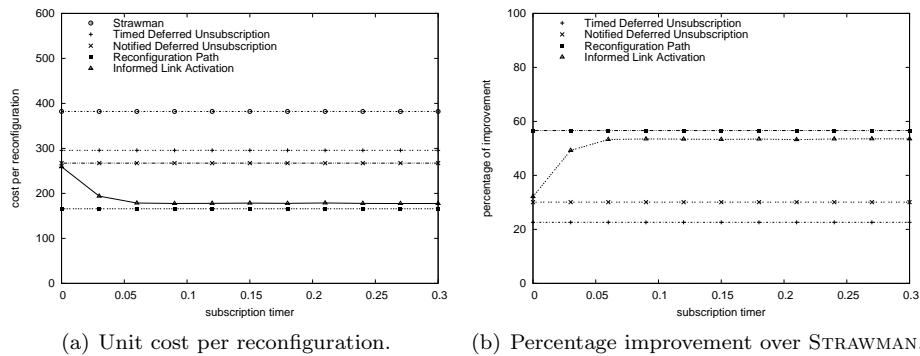 600
500
400
300
200
100
0
cost per reconfiguration
Strawman
Timed Deferred Unsubscription
Notified Deferred Unsubscription
Reconfiguration Path
Informed Link Activation
0 0.05 0.1 0.15 0.2 0.25 0.3
subscription timer
(a) Unit cost per reconfiguration.
100
80
60
40
20
0
percentage of improvement
Timed Deferred Unsubscription
Notified Deferred Unsubscription
Reconfiguration Path
Informed Link Activation
0 0.05 0.1 0.15 0.2 0.25 0.3
subscription timer
(b) Percentage improvement over STRAWMAN.